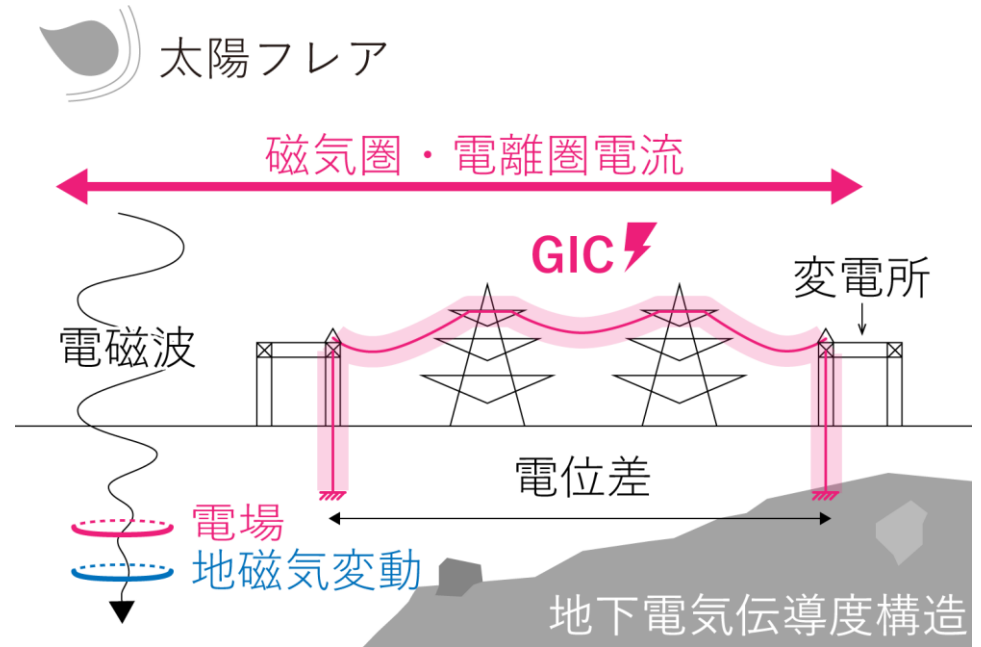 太陽フレア
磁気圏・電離圏電流
GIC
変電所
電磁波
電位差
電場
地磁気変動
地下電気伝導度構造